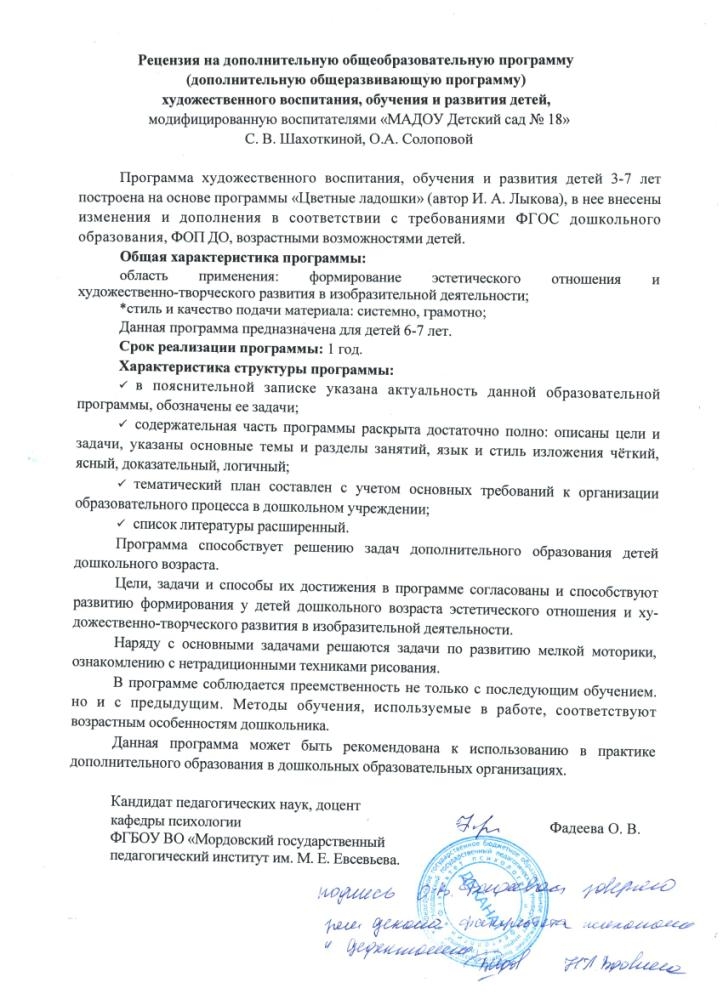 Рецензия на дополнительную общеобразовательную программу
(дополнительную общеразвивающую программу)
художественного воспитания, обучения и развития детей,
модифицированную воспитателями «МАДОУ Детский сад № 18»
С. В. Шахоткиной, О.А. Солоповой
Программа художественного воспитания, обучения и развития детей 3-7 лет
построена на основе программы «Цветные ладошки» (автор И. А. Лыкова), в нее внесены
изменения и дополнения в соответствии с требованиями ФГОС дошкольного
образования, ФОП ДО, возрастными возможностями детей.
Общая характеристика программы:
область применения: формирование эстетического отношения и
художественно-творческого развития в изобразительной деятельности;
*стиль и качество подачи материала: системно, грамотно;
Данная программа предназначена для детей 6-7 лет.
Срок реализации программы: 1 год.
Характеристика структуры программы:
✓ в пояснительной записке указана актуальность данной образовательной
программы, обозначены ее задачи;
✓ содержательная часть программы раскрыта достаточно полно: описаны цели и
задачи, указаны основные темы и разделы занятий, язык и стиль изложения чёткий,
ясный, доказательный, логичный;
✓ тематический план составлен с учетом основных требований к организации
образовательного процесса в дошкольном учреждении;
✓ список литературы расширенный.
Программа способствует решению задач дополнительного образования детей
дошкольного возраста.
Цели, задачи и способы их достижения в программе согласованы и способствуют
развитию формирования у детей дошкольного возраста эстетического отношения и ху-
дожественно-творческого развития в изобразительной деятельности.
Наряду с основными задачами решаются задачи по развитию мелкой моторики,
ознакомлению с нетрадиционными техниками рисования.
В программе соблюдается преемственность не только с последующим обучением.
но и с предыдущим. Методы обучения, используемые в работе, соответствуют
возрастным особенностям дошкольника.
Данная программа может быть рекомендована к использованию в практике
дополнительного образования в дошкольных образовательных организациях.
Кандидат педагогических наук, доцент
кафедры психологии
Фадеева О. В.
ФГБОУ ВО «Мордовский государственный
педагогический институт им. М. Е. Евсевьева.
подпись О.В. Фадеевой
декана факультета психологии
и дефектологии
ДЕКАНАТ